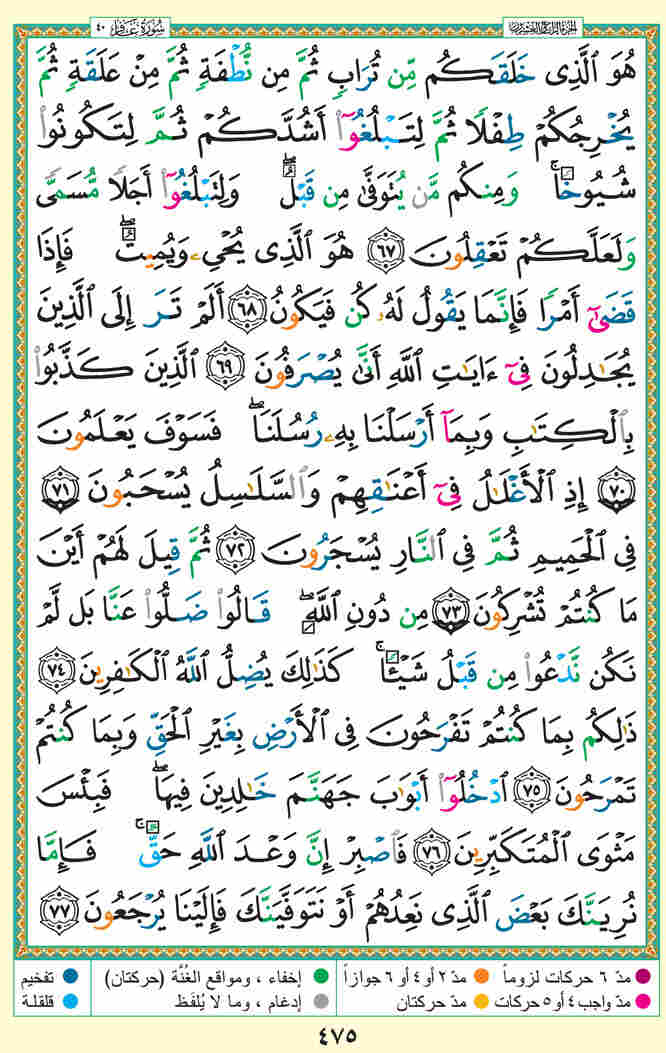 الجزء الرابع والعشرون سُورَةُ غَافِرٍ ٤٠
هُوَ ٱلَّذِى خَلَقَكُم مِّن تُرَابٍ ثُمَّ مِن نُّطْفَةٍ ثُمَّ مِنْ عَلَقَةٍ ثُمَّ
يُخْرِجُكُمْ طِفْلًا ثُمَّ لِتَبْلُغُوٓا۟ أَشُدَّكُمْ ثُمَّ لِتَكُونُوا۟
شُيُوخًا ۚ وَمِنكُم مَّن يُتَوَفَّىٰ مِن قَبْلُ ۖ وَلِتَبْلُغُوٓا۟ أَجَلًا مُّسَمًّى
وَلَعَلَّكُمْ تَعْقِلُونَ ٦٧ هُوَ ٱلَّذِى يُحْىِۦ وَيُمِيتُ ۖ فَإِذَا
قَضَىٰٓ أَمْرًا فَإِنَّمَا يَقُولُ لَهُۥ كُن فَيَكُونُ ٦٨ أَلَمْ تَرَ إِلَى ٱلَّذِينَ
يُجَٰدِلُونَ فِىٓ ءَايَٰتِ ٱللَّهِ أَنَّىٰ يُصْرَفُونَ ٦٩ ٱلَّذِينَ كَذَّبُوا۟
بِٱلْكِتَٰبِ وَبِمَآ أَرْسَلْنَا بِهِۦ رُسُلَنَا ۖ فَسَوْفَ يَعْلَمُونَ
٧٠ إِذِ ٱلْأَغْلَٰلُ فِىٓ أَعْنَٰقِهِمْ وَٱلسَّلَٰسِلُ يُسْحَبُونَ ٧١
فِى ٱلْحَمِيمِ ثُمَّ فِى ٱلنَّارِ يُسْجَرُونَ ٧٢ ثُمَّ قِيلَ لَهُمْ أَيْنَ
مَا كُنتُمْ تُشْرِكُونَ ٧٣ مِن دُونِ ٱللَّهِ ۖ قَالُوا۟ ضَلُّوا۟ عَنَّا بَل لَّمْ
نَكُن نَّدْعُوا۟ مِن قَبْلُ شَيْـًٔا ۚ كَذَٰلِكَ يُضِلُّ ٱللَّهُ ٱلْكَٰفِرِينَ ٧٤
ذَٰلِكُم بِمَا كُنتُمْ تَفْرَحُونَ فِى ٱلْأَرْضِ بِغَيْرِ ٱلْحَقِّ وَبِمَا كُنتُمْ
تَمْرَحُونَ ٧٥ ٱدْخُلُوٓا۟ أَبْوَٰبَ جَهَنَّمَ خَٰلِدِينَ فِيهَا ۖ فَبِئْسَ
مَثْوَى ٱلْمُتَكَبِّرِينَ ٧٦ فَٱصْبِرْ إِنَّ وَعْدَ ٱللَّهِ حَقٌّ ۚ فَإِمَّا
نُرِيَنَّكَ بَعْضَ ٱلَّذِى نَعِدُهُمْ أَوْ نَتَوَفَّيَنَّكَ فَإِلَيْنَا يُرْجَعُونَ ٧٧
مدّ ٦ حركات لزوماً مدّ ٢ أو ٤ أو ٦ جوازاً إخفاء ، ومواقع الغُنَّة (حركتان) تفخيم
مدّ واجب ٤ أو ٥ حركات مدّ حركتان إدغام ، وما لا يُلفَظ قلقلة
٤٧٥